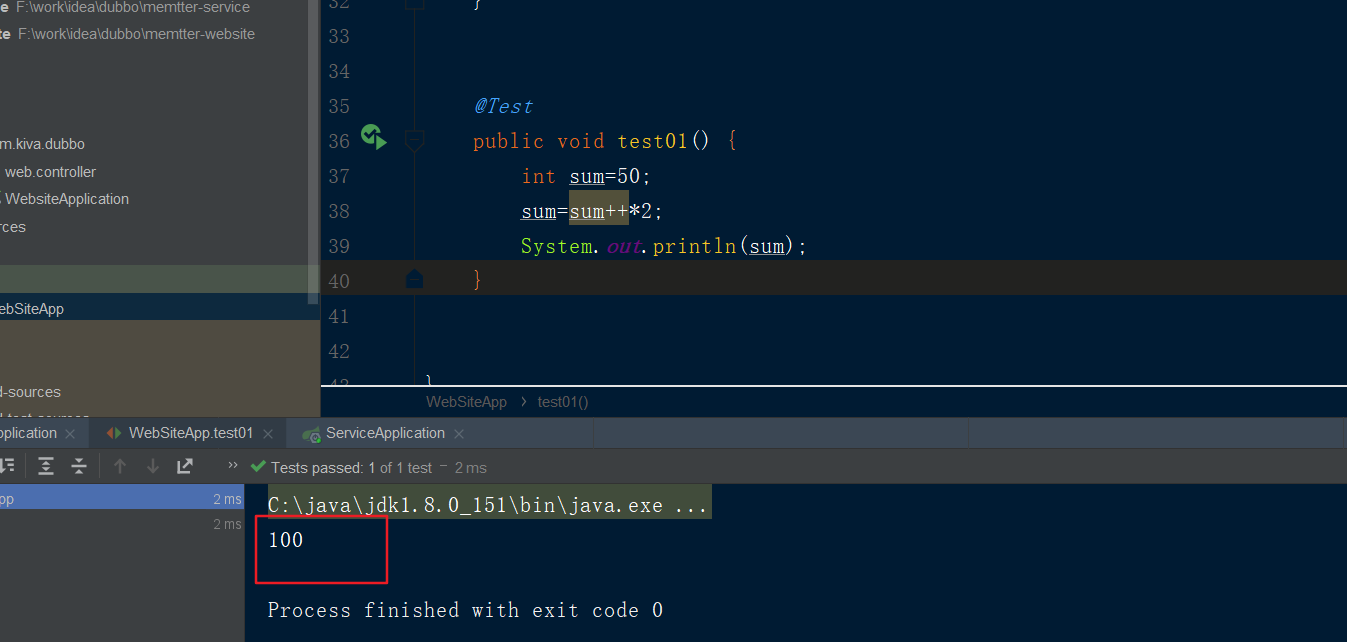 e F:\work\idea\dubbo\memtter-service
te F:\work\idea\dubbo\memtter-website
m.kiva.dubbo
web.controller
WebsiteApplication
rces
ebSiteApp
d-sources
32 }
33
34
35 @Test
36 public void test01() {
37 int sum=50;
38 sum=sum++*2;
39 System.out.println(sum);
40 }
41
42
}
WebSiteApp > test01()
pplication × WebSiteApp.test01 × ServiceApplication ×
» Tests passed: 1 of 1 test – 2 ms
pp 2 ms
2 ms
C:\java\jdk1.8.0_151\bin\java.exe ...
100
Process finished with exit code 0